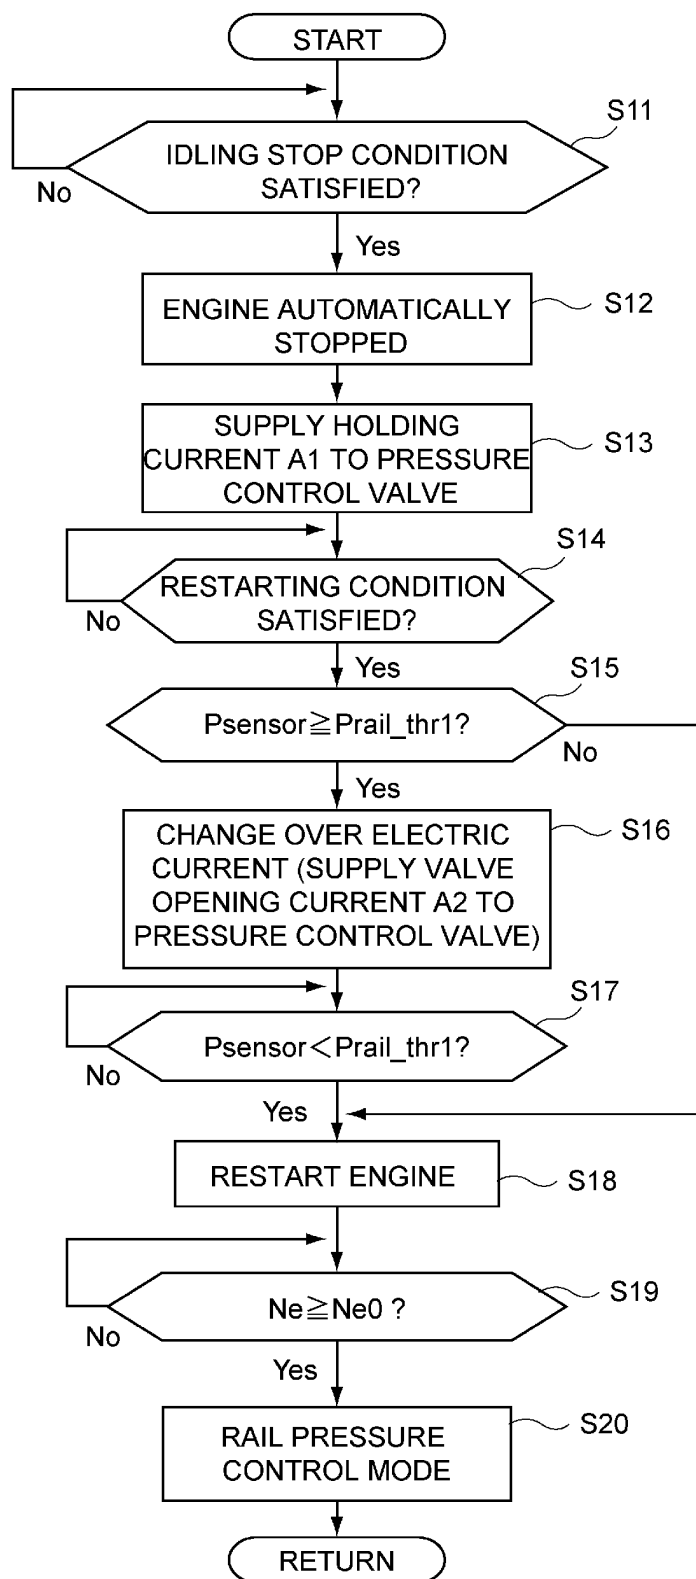 START
S11
IDLING STOP CONDITION
SATISFIED?
No
Yes
S12
ENGINE AUTOMATICALLY
STOPPED
S13
SUPPLY HOLDING
CURRENT A1 TO PRESSURE
CONTROL VALVE
S14
RESTARTING CONDITION
SATISFIED?
No
Yes
S15
Psensor≧Prail_thr1?
No
Yes
S16
CHANGE OVER ELECTRIC
CURRENT (SUPPLY VALVE
OPENING CURRENT A2 TO
PRESSURE CONTROL VALVE)
S17
Psensor<Prail_thr1?
No
Yes
RESTART ENGINE
S18
S19
Ne≧Ne0 ?
No
Yes
S20
RAIL PRESSURE
CONTROL MODE
RETURN